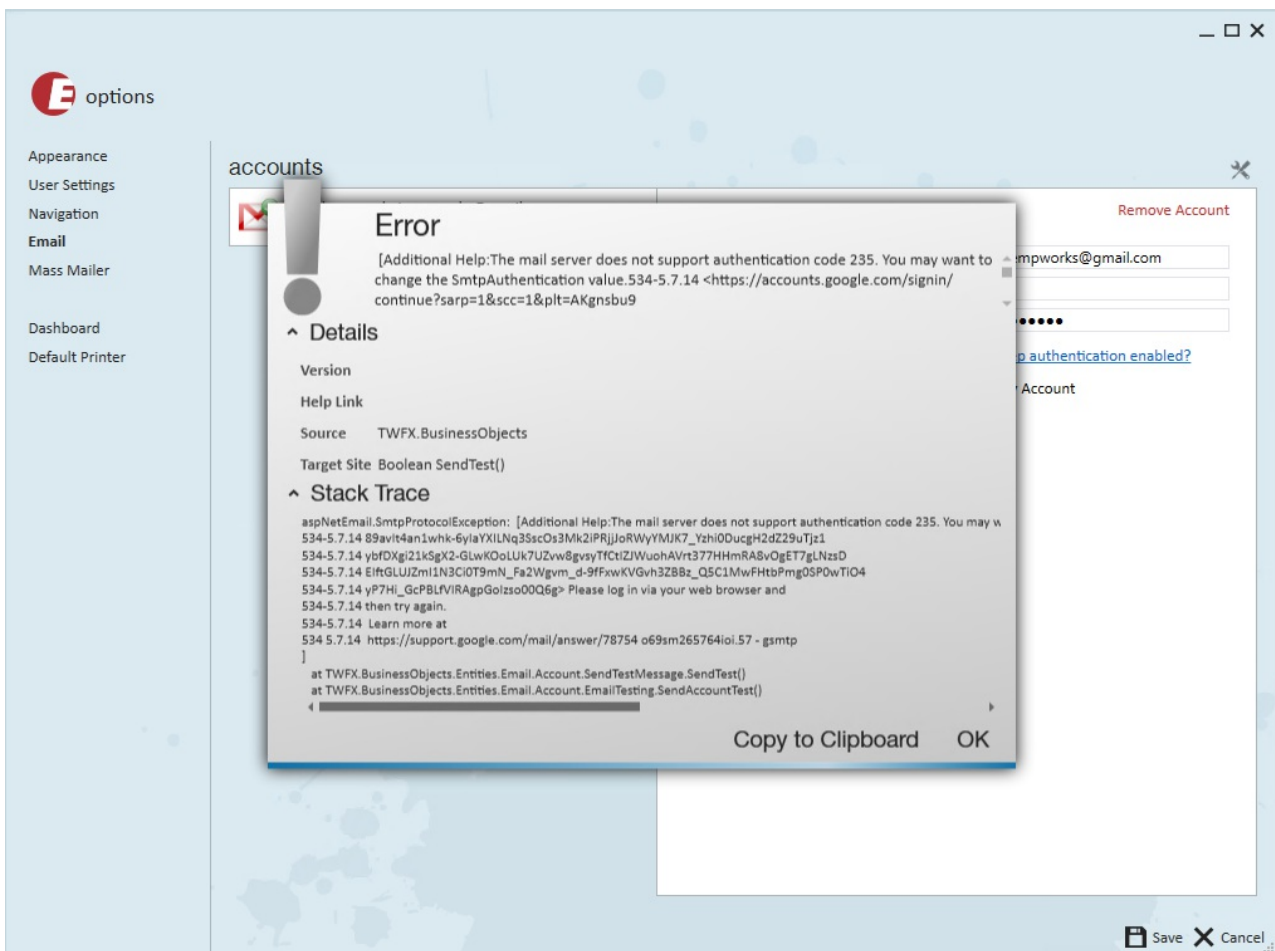 E options
Appearance
User Settings
Navigation
Email
Mass Mailer
Dashboard
Default Printer
accounts
Remove Account
empworks@gmail.com
••••••
p authentication enabled?
Account
Error
[Additional Help:The mail server does not support authentication code 235. You may want to
change the SmtpAuthentication value.534-5.7.14 <https://accounts.google.com/signin/
continue?sarp=1&scc=1&plt=AKgnsbu9
Details
Version
Help Link
Source TWFX.BusinessObjects
Target Site Boolean SendTest()
Stack Trace
aspNetEmail.SmtpProtocolException: [Additional Help:The mail server does not support authentication code 235. You may w
534-5.7.14 89avlt4an1whk-6ylaYXILNq3SscOs3Mk2iPRjjJoRWyYMJK7_Yzhi0DucgH2dZ29uTjz1
534-5.7.14 ybfDXgi21kSgX2-GLwKOoLUk7UZvw8gvsyTfCtIZJWuohAVrt377HHmRA8vOgET7gLNzsD
534-5.7.14 EIftGLUJZmI1N3Ci0T9mN_Fa2Wgvm_d-9fFxwKVGvh3ZBBz_Q5C1MwFHtbPmg0SP0wTiO4
534-5.7.14 yP7Hi_GcPBLfVIRAgpGoIzso00Q6g> Please log in via your web browser and
534-5.7.14 then try again.
534-5.7.14 Learn more at
534 5.7.14 https://support.google.com/mail/answer/78754 o69sm265764ioi.57 - gsmtp
]
at TWFX.BusinessObjects.Entities.Email.Account.SendTestMessage.SendTest()
at TWFX.BusinessObjects.Entities.Email.Account.EmailTesting.SendAccountTest()
Copy to Clipboard OK
Save Cancel